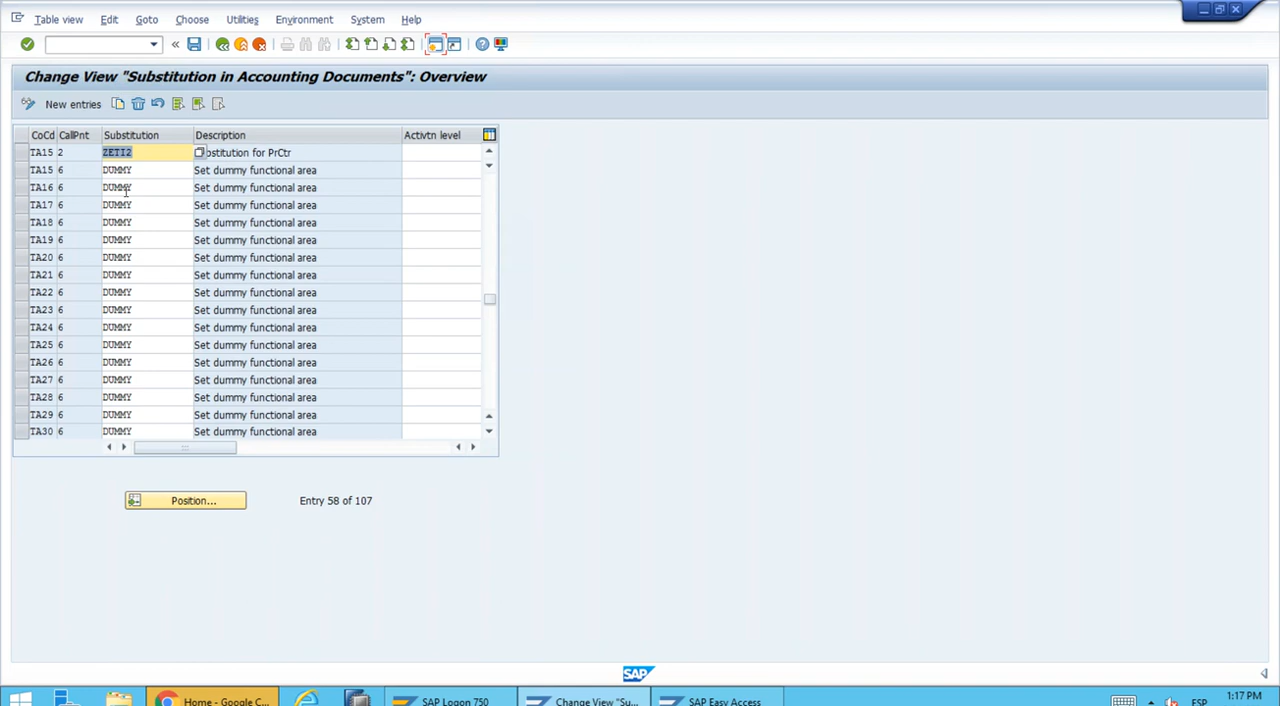 Table view Edit Goto Choose Utilities Environment System Help
Change View "Substitution in Accounting Documents": Overview
New entries
CoCd CallPnt Substitution Description Activtn level
TA15 2 ZETI2 bstitution for PrCtr
TA15 6 DUMMY Set dummy functional area
TA16 6 DUMMY Set dummy functional area
TA17 6 DUMMY Set dummy functional area
TA18 6 DUMMY Set dummy functional area
TA19 6 DUMMY Set dummy functional area
TA20 6 DUMMY Set dummy functional area
TA21 6 DUMMY Set dummy functional area
TA22 6 DUMMY Set dummy functional area
TA23 6 DUMMY Set dummy functional area
TA24 6 DUMMY Set dummy functional area
TA25 6 DUMMY Set dummy functional area
TA26 6 DUMMY Set dummy functional area
TA27 6 DUMMY Set dummy functional area
TA28 6 DUMMY Set dummy functional area
TA29 6 DUMMY Set dummy functional area
TA30 6 DUMMY Set dummy functional area
Position... Entry 58 of 107
SAP
Home - Google C... SAP Logon 750 Change View "Su... SAP Easy Access ESP 1:17 PM